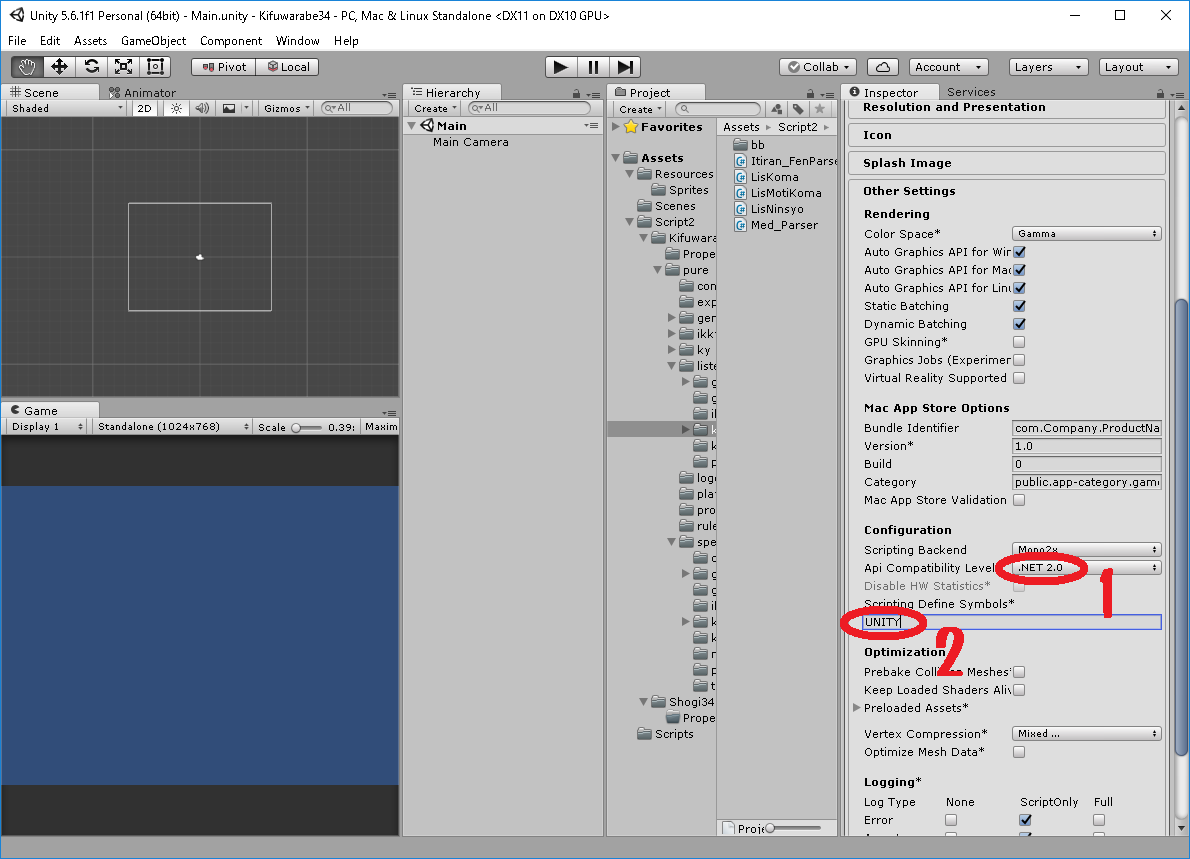 Unity 5.6.1f1 Personal (64bit) - Main.unity - Kifuwarabe34 - PC, Mac & Linux Standalone <DX11 on DX10 GPU>
File Edit Assets GameObject Component Window Help
Pivot Local Collab Account Layers Layout
Scene Animator
Shaded 2D Gizmos All
Game
Display 1 Standalone (1024x768) Scale 0.39: Maxim
Hierarchy
Create All
Main
Main Camera
Project
Create
Favorites
Assets
Resources
Sprites
Scenes
Script2
Kifuwara
Prope
pure
con
exp
ger
ikk
ky
liste
g
g
il
k
k
p
log
pla
pro
rule
spe
c
g
g
il
k
k
p
t
Shogi34
Prope
Scripts
Assets Script2
bb
Itiran_FenParse
LisKoma
LisMotiKoma
LisNinsyo
Med_Parser
Proje
Inspector Services
Resolution and Presentation
Icon
Splash Image
Other Settings
Rendering
Color Space* Gamma
Auto Graphics API for Win
Auto Graphics API for Mac
Auto Graphics API for Linu
Static Batching
Dynamic Batching
GPU Skinning*
Graphics Jobs (Experimen
Virtual Reality Supported
Mac App Store Options
Bundle Identifier com.Company.ProductNa
Version* 1.0
Build 0
Category public.app-category.game
Mac App Store Validation
Configuration
Scripting Backend Mono2x
Api Compatibility Level .NET 2.0
1
Disable HW Statistics*
Scripting Define Symbols*
UNITY
2
Optimization
Prebake Collision Meshes*
Keep Loaded Shaders Aliv
Preloaded Assets*
Vertex Compression* Mixed ...
Optimize Mesh Data*
Logging*
Log Type None ScriptOnly Full
Error